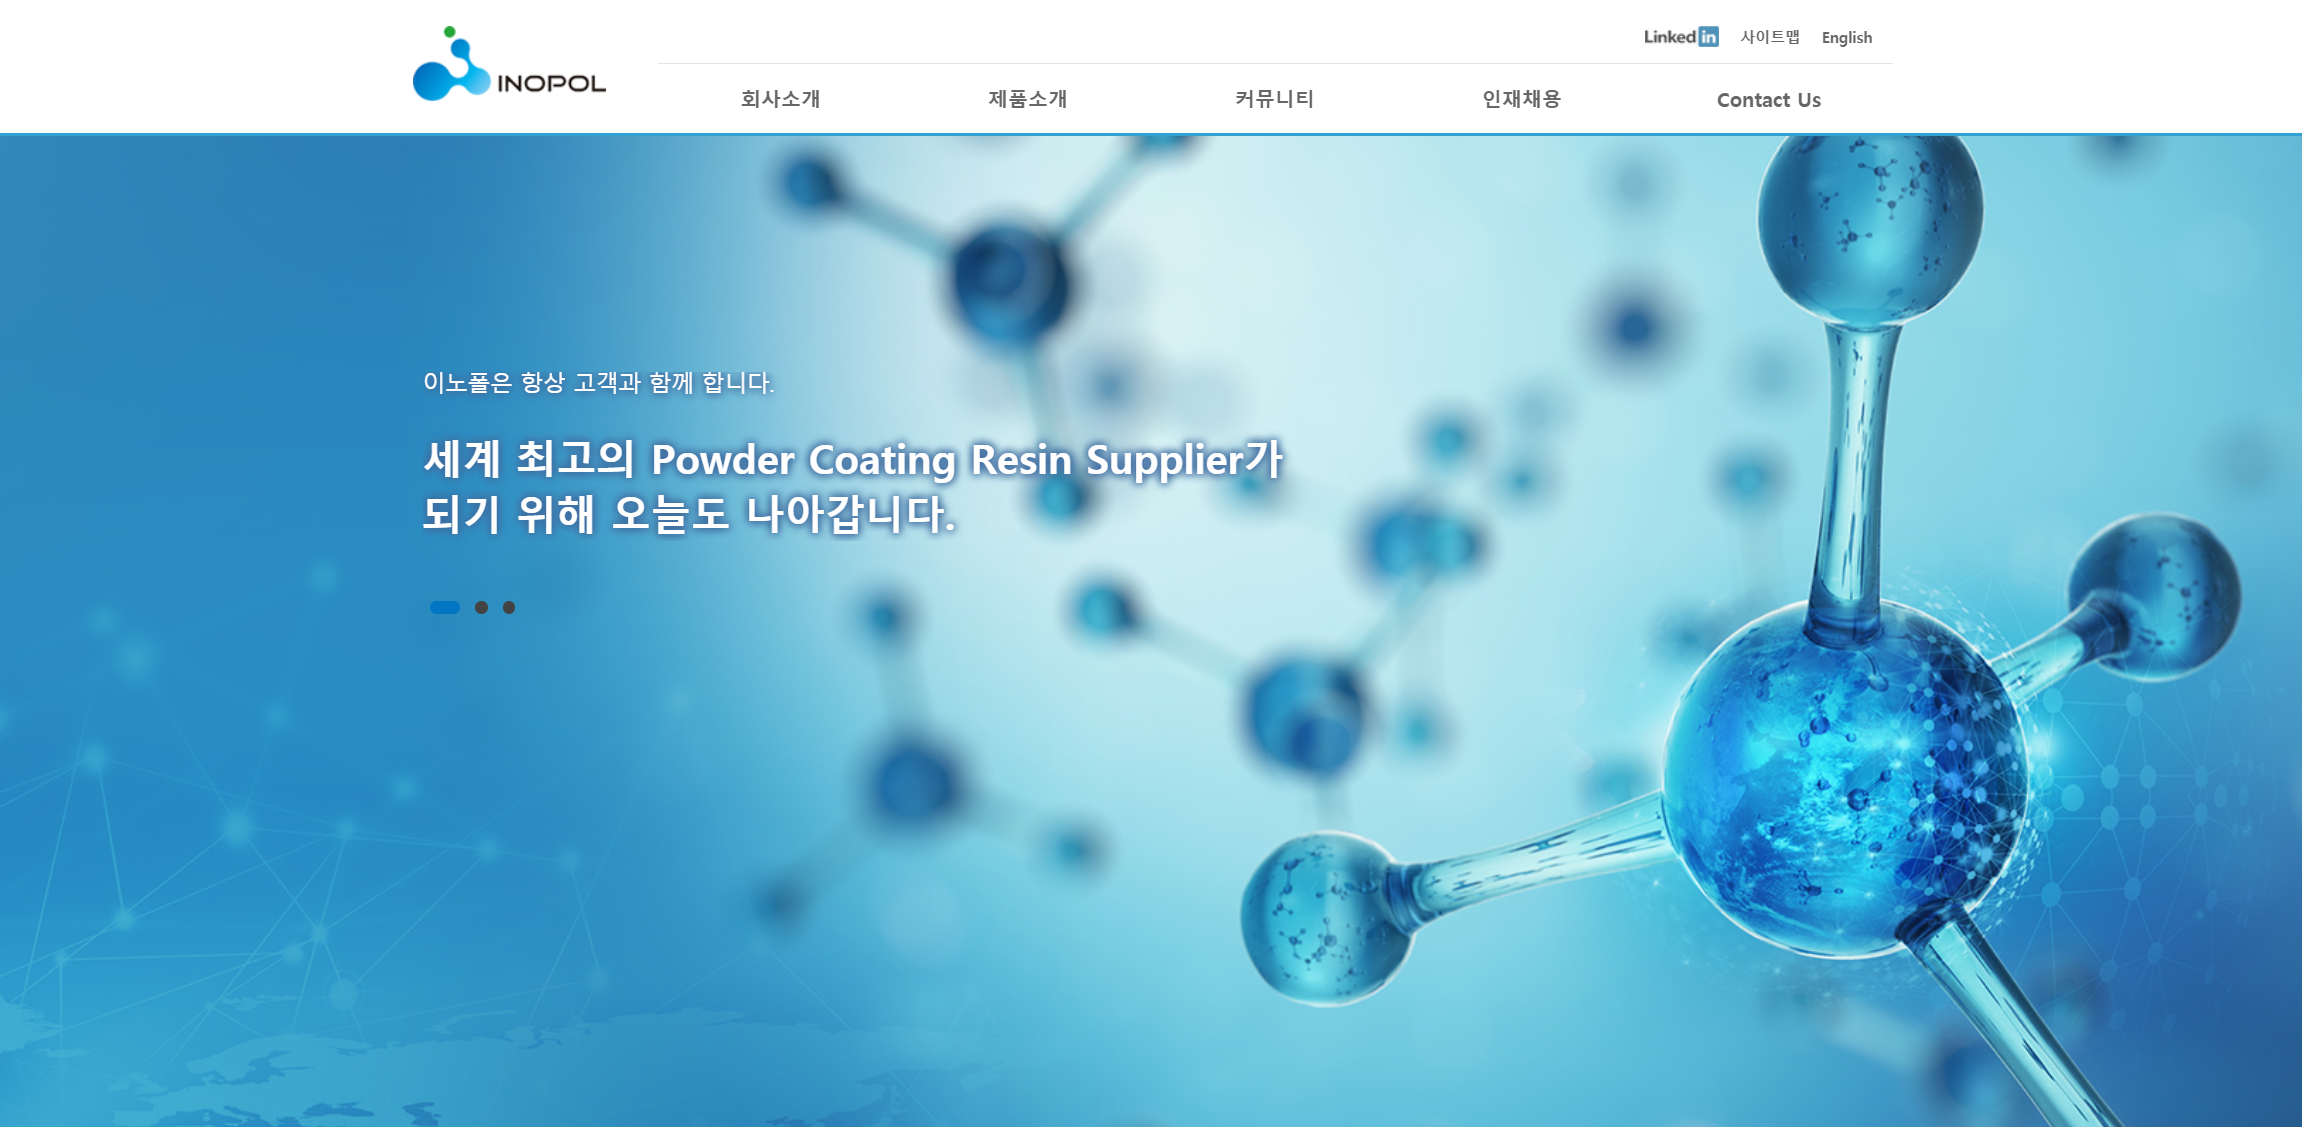 LinkedIn 사이트맵 English
INOPOL
회사소개 제품소개 커뮤니티 인재채용 Contact Us
이노폴은 항상 고객과 함께 합니다.
세계 최고의 Powder Coating Resin Supplier가
되기 위해 오늘도 나아갑니다.